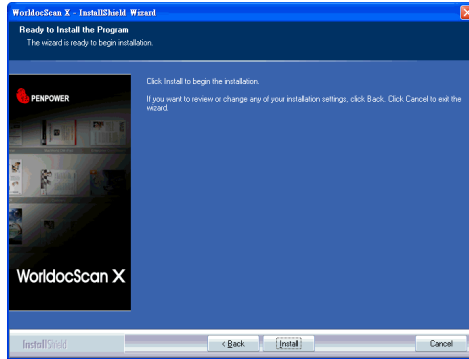 WorldocScan X - InstallShield Wizard
Ready to Install the Program
The wizard is ready to begin installation.
Click Install to begin the installation.
If you want to review or change any of your installation settings, click Back. Click Cancel to exit the
wizard.
PENPOWER
WorldocScan X
InstallShield
< Back
Install
Cancel